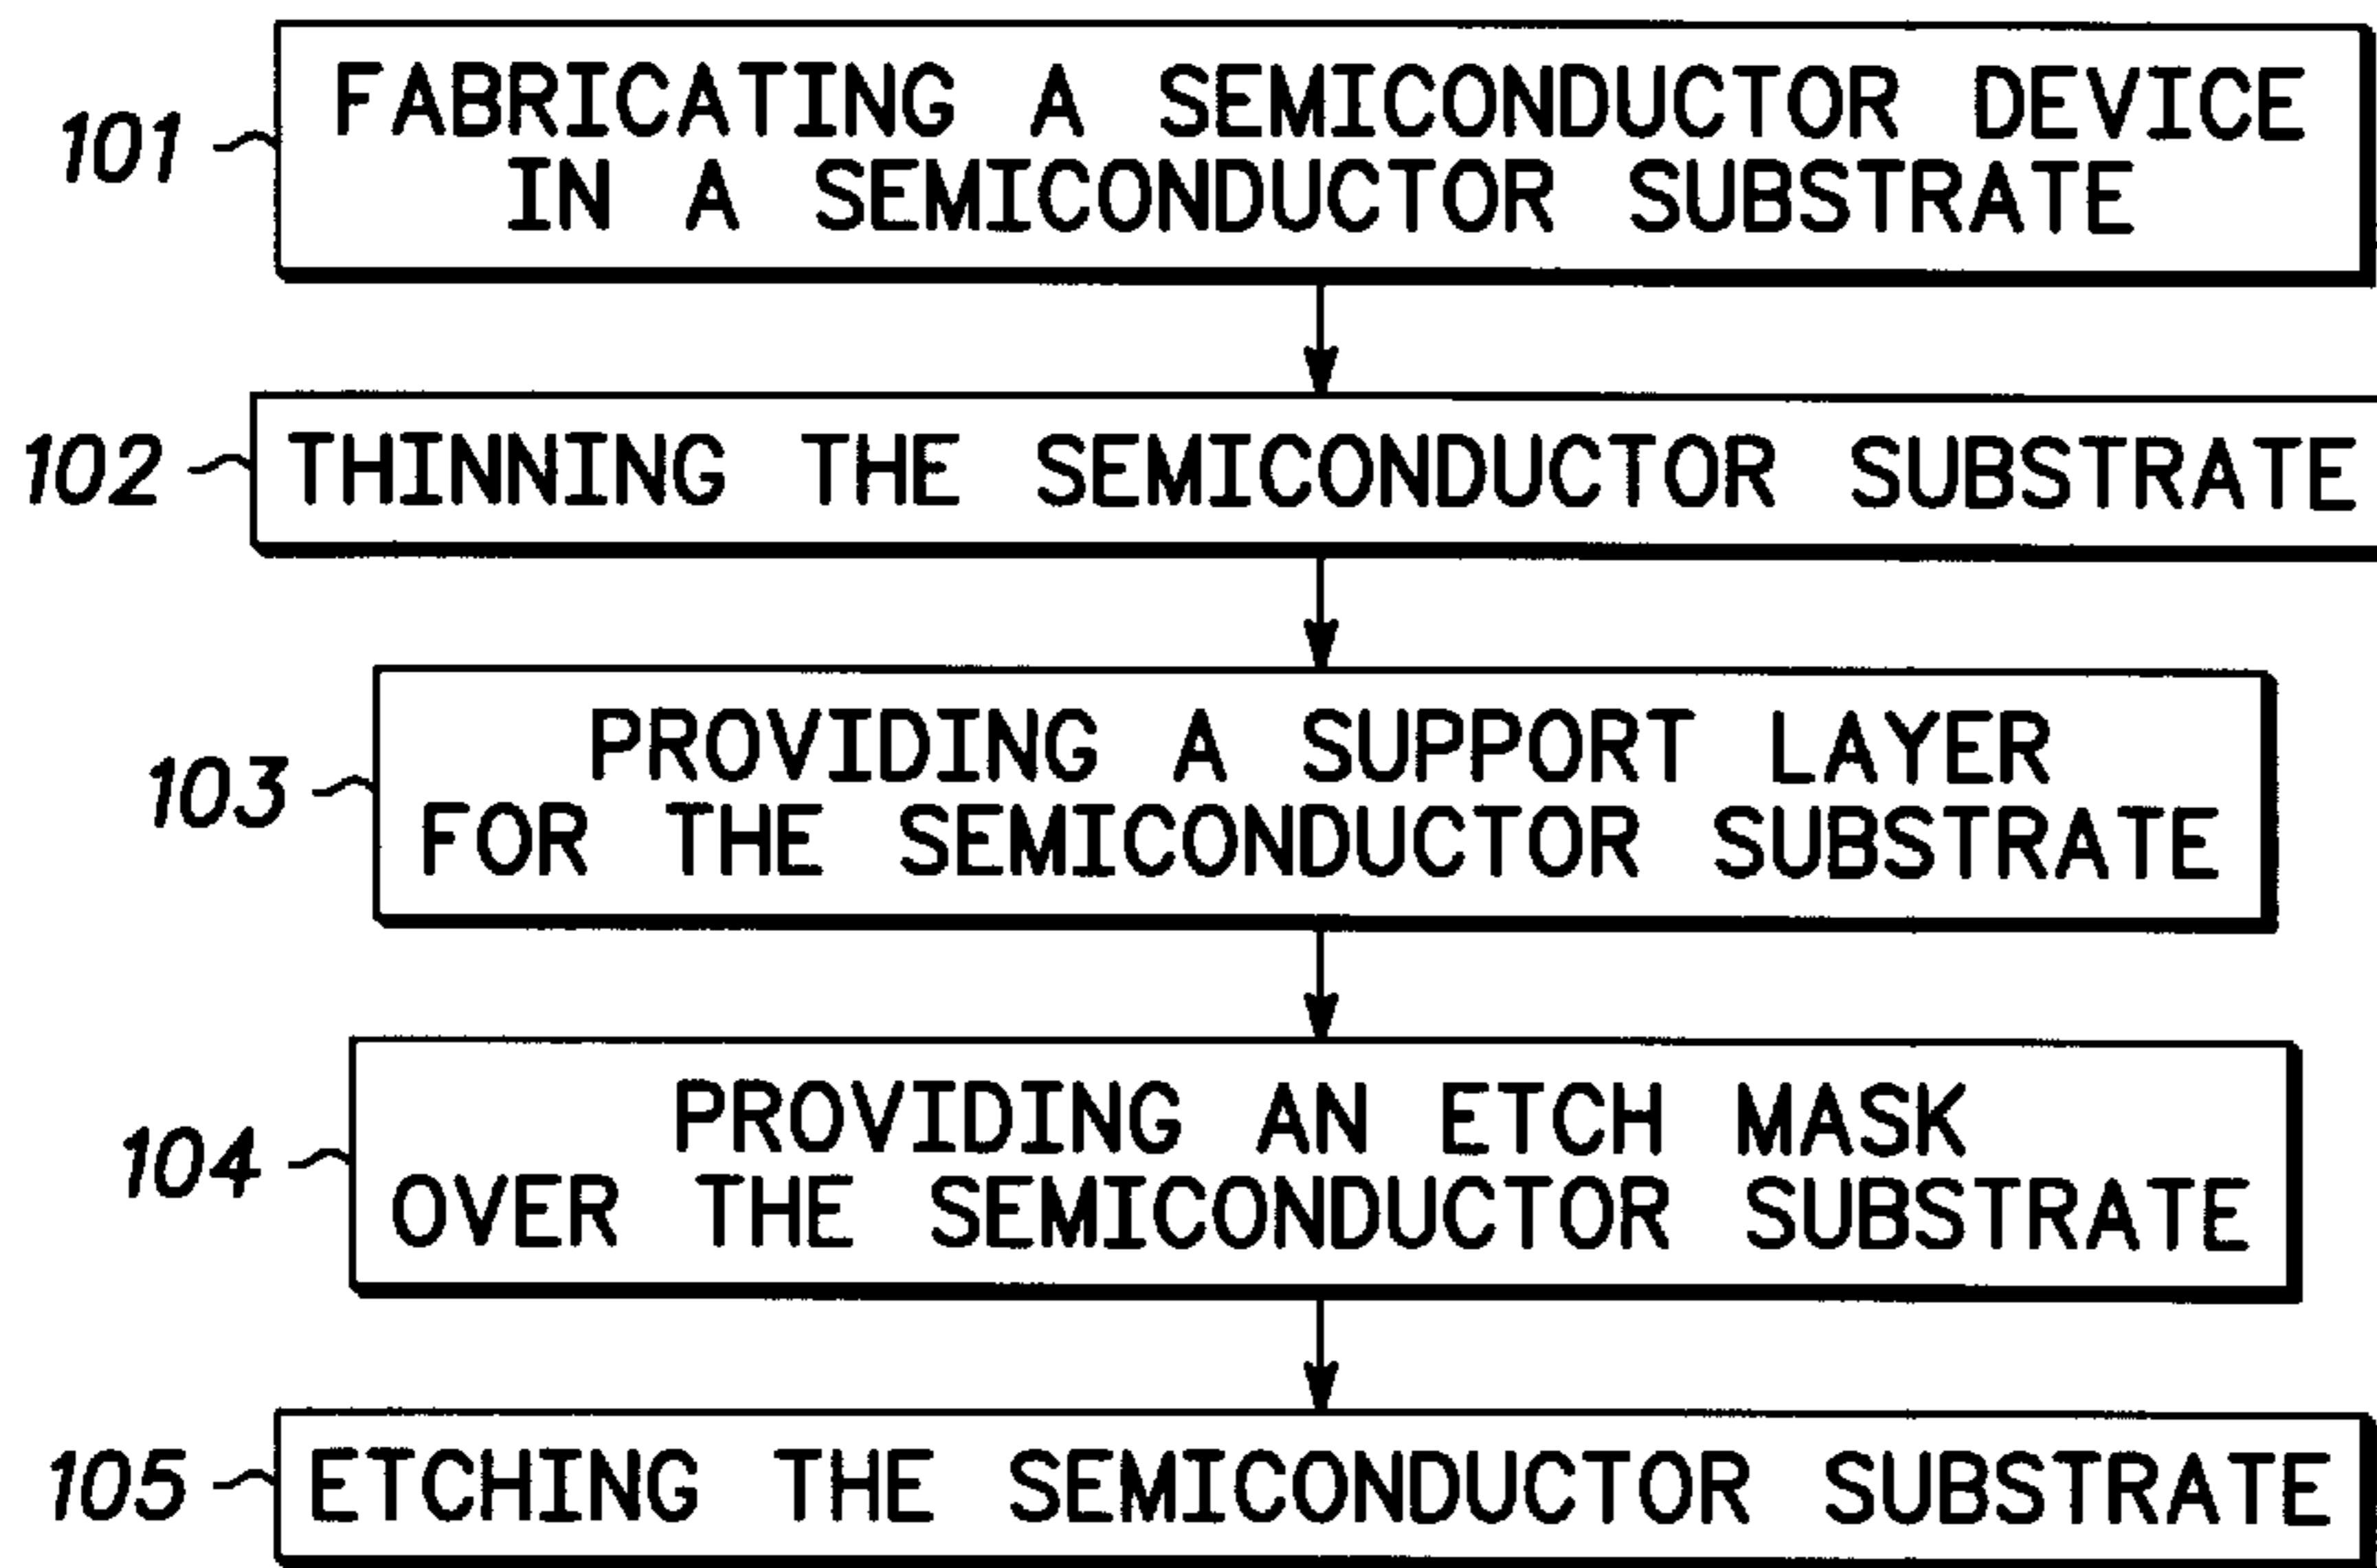 101
FABRICATING A SEMICONDUCTOR DEVICE
IN A SEMICONDUCTOR SUBSTRATE
102
THINNING THE SEMICONDUCTOR SUBSTRATE
103
PROVIDING A SUPPORT LAYER
FOR THE SEMICONDUCTOR SUBSTRATE
104
PROVIDING AN ETCH MASK
OVER THE SEMICONDUCTOR SUBSTRATE
105
ETCHING THE SEMICONDUCTOR SUBSTRATE